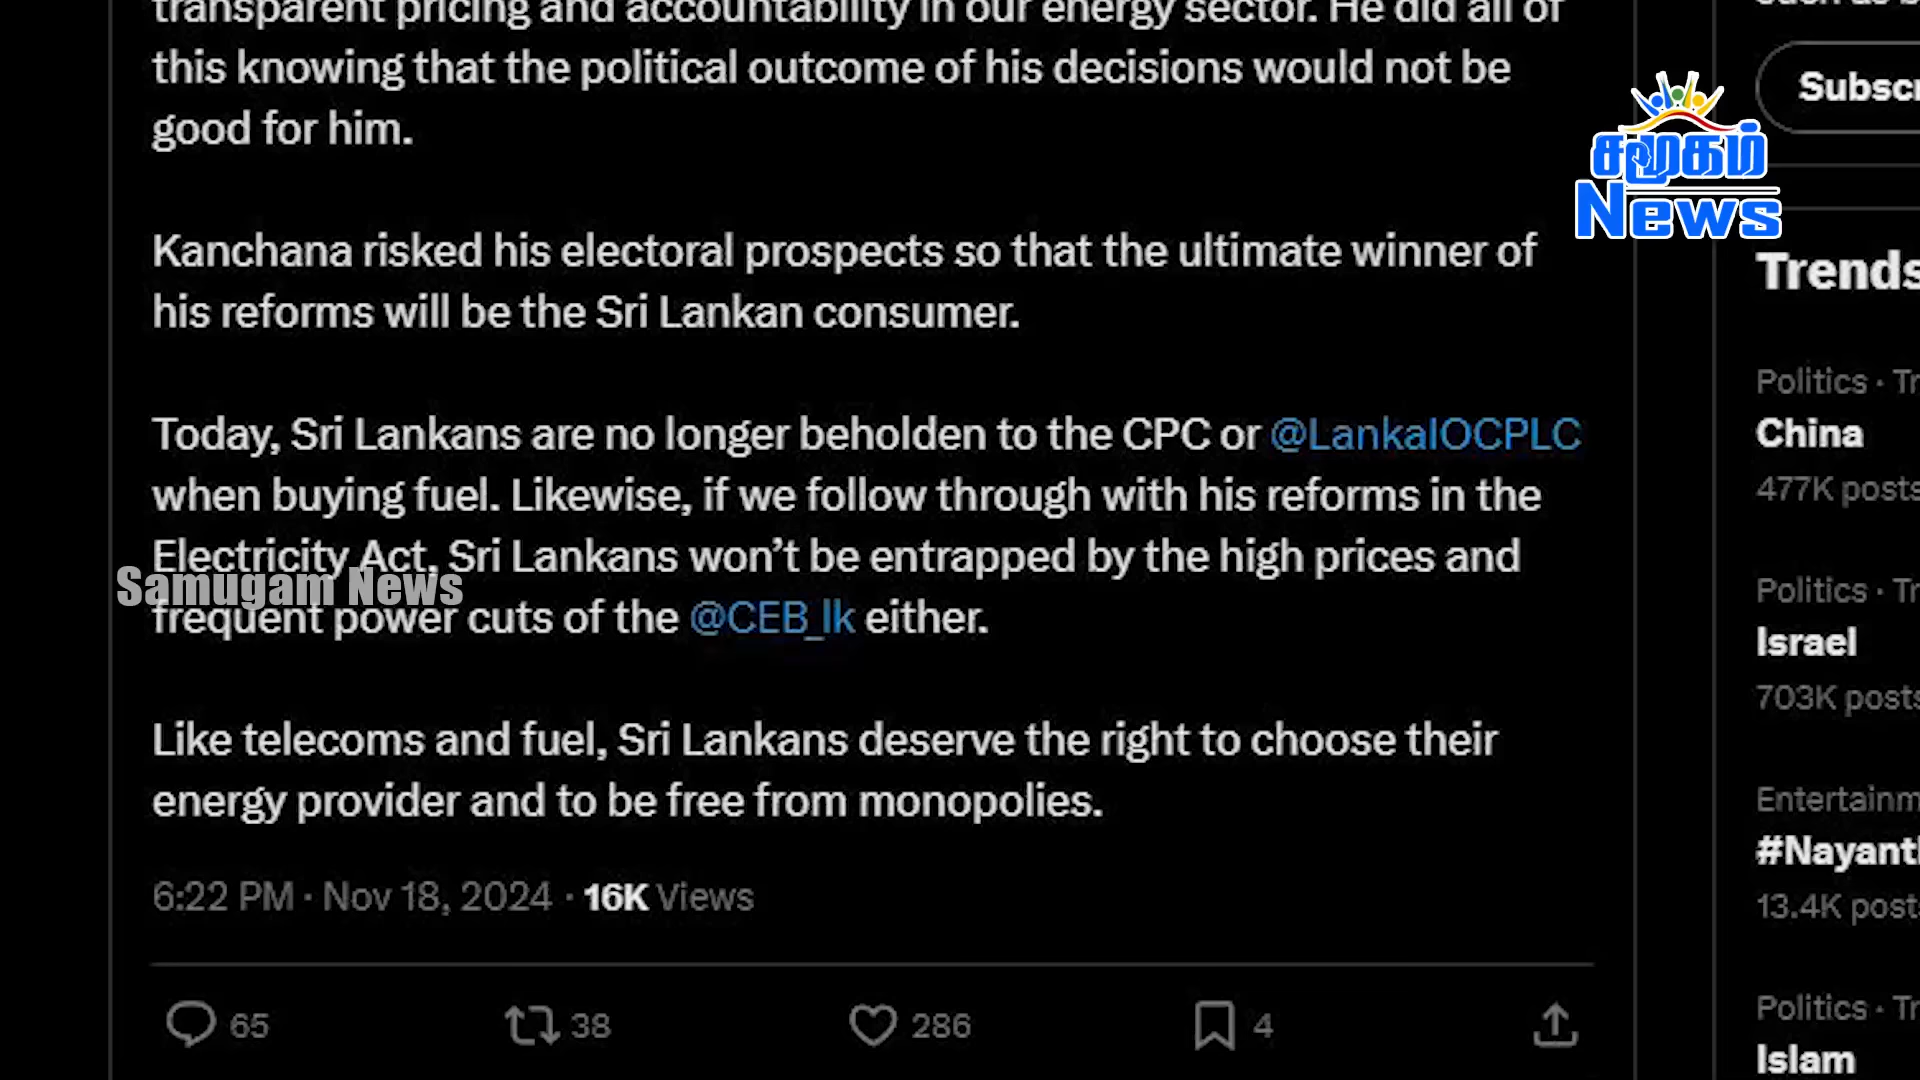 transparent pricing and accountability in our energy sector. He did all of
this knowing that the political outcome of his decisions would not be
good for him.
Kanchana risked his electoral prospects so that the ultimate winner of
his reforms will be the Sri Lankan consumer.
Today, Sri Lankans are no longer beholden to the CPC or @LankaIOCPLC
when buying fuel. Likewise, if we follow through with his reforms in the
Electricity Act, Sri Lankans won’t be entrapped by the high prices and
frequent power cuts of the @CEB_lk either.
Like telecoms and fuel, Sri Lankans deserve the right to choose their
energy provider and to be free from monopolies.
6:22 PM · Nov 18, 2024 · 16K Views
65 38 286 4
Samugam News
சமூகம்
News
Subscr
Trends
Politics · Tr
China
477K posts
Politics · Tr
Israel
703K posts
Entertainm
#Nayant
13.4K posts
Politics · Tr
Islam